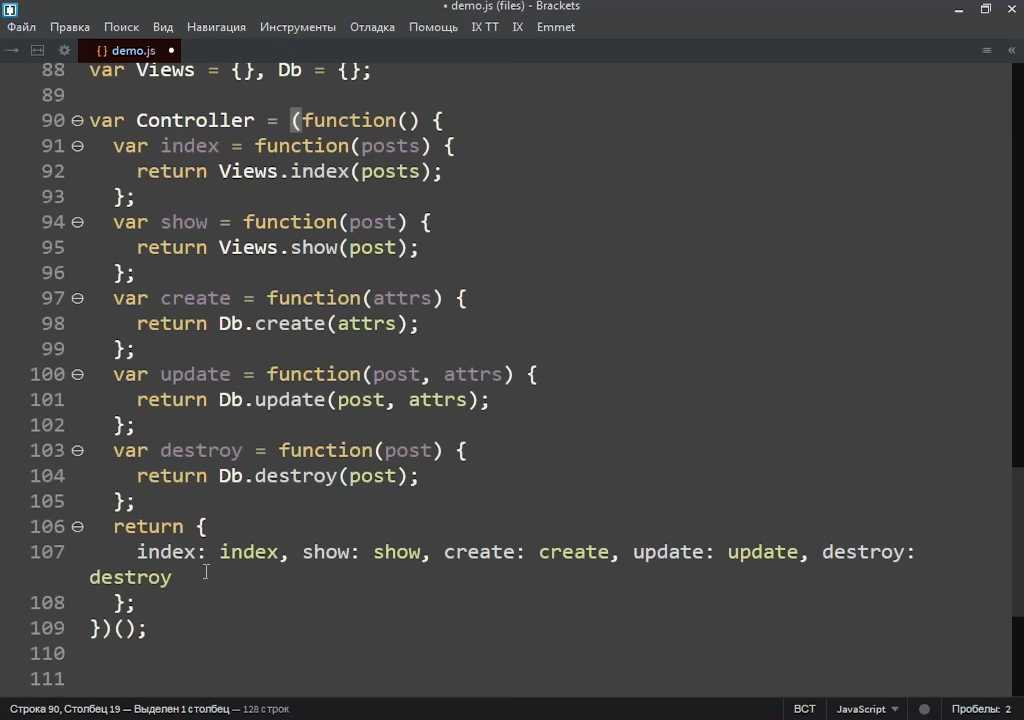 • demo.js (files) - Brackets
Файл Правка Поиск Вид Навигация Инструменты Отладка Помощь IX TT IX Emmet
{} demo.js •
88 var Views = {}, Db = {};
89
90 var Controller = (function() {
91 var index = function(posts) {
92 return Views.index(posts);
93 };
94 var show = function(post) {
95 return Views.show(post);
96 };
97 var create = function(attrs) {
98 return Db.create(attrs);
99 };
100 var update = function(post, attrs) {
101 return Db.update(post, attrs);
102 };
103 var destroy = function(post) {
104 return Db.destroy(post);
105 };
106 return {
107 index: index, show: show, create: create, update: update, destroy:
destroy
108 };
109 })();
110
111
Строка 90, Столбец 19 — Выделен 1 столбец — 128 строк ВСТ JavaScript Пробелы: 2